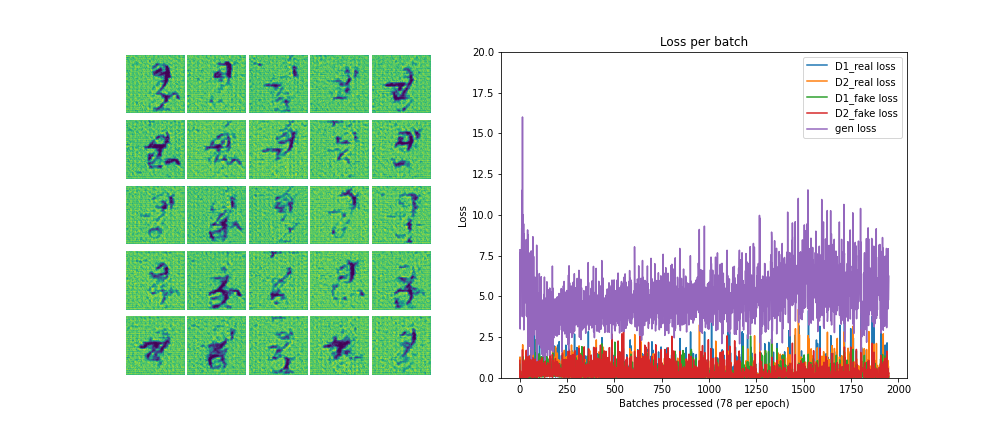 Loss per batch
20.0
17.5
15.0
12.5
10.0
7.5
5.0
2.5
0.0
Loss
D1_real loss
D2_real loss
D1_fake loss
D2_fake loss
gen loss
0
250
500
750
1000
1250
1500
1750
2000
Batches processed (78 per epoch)